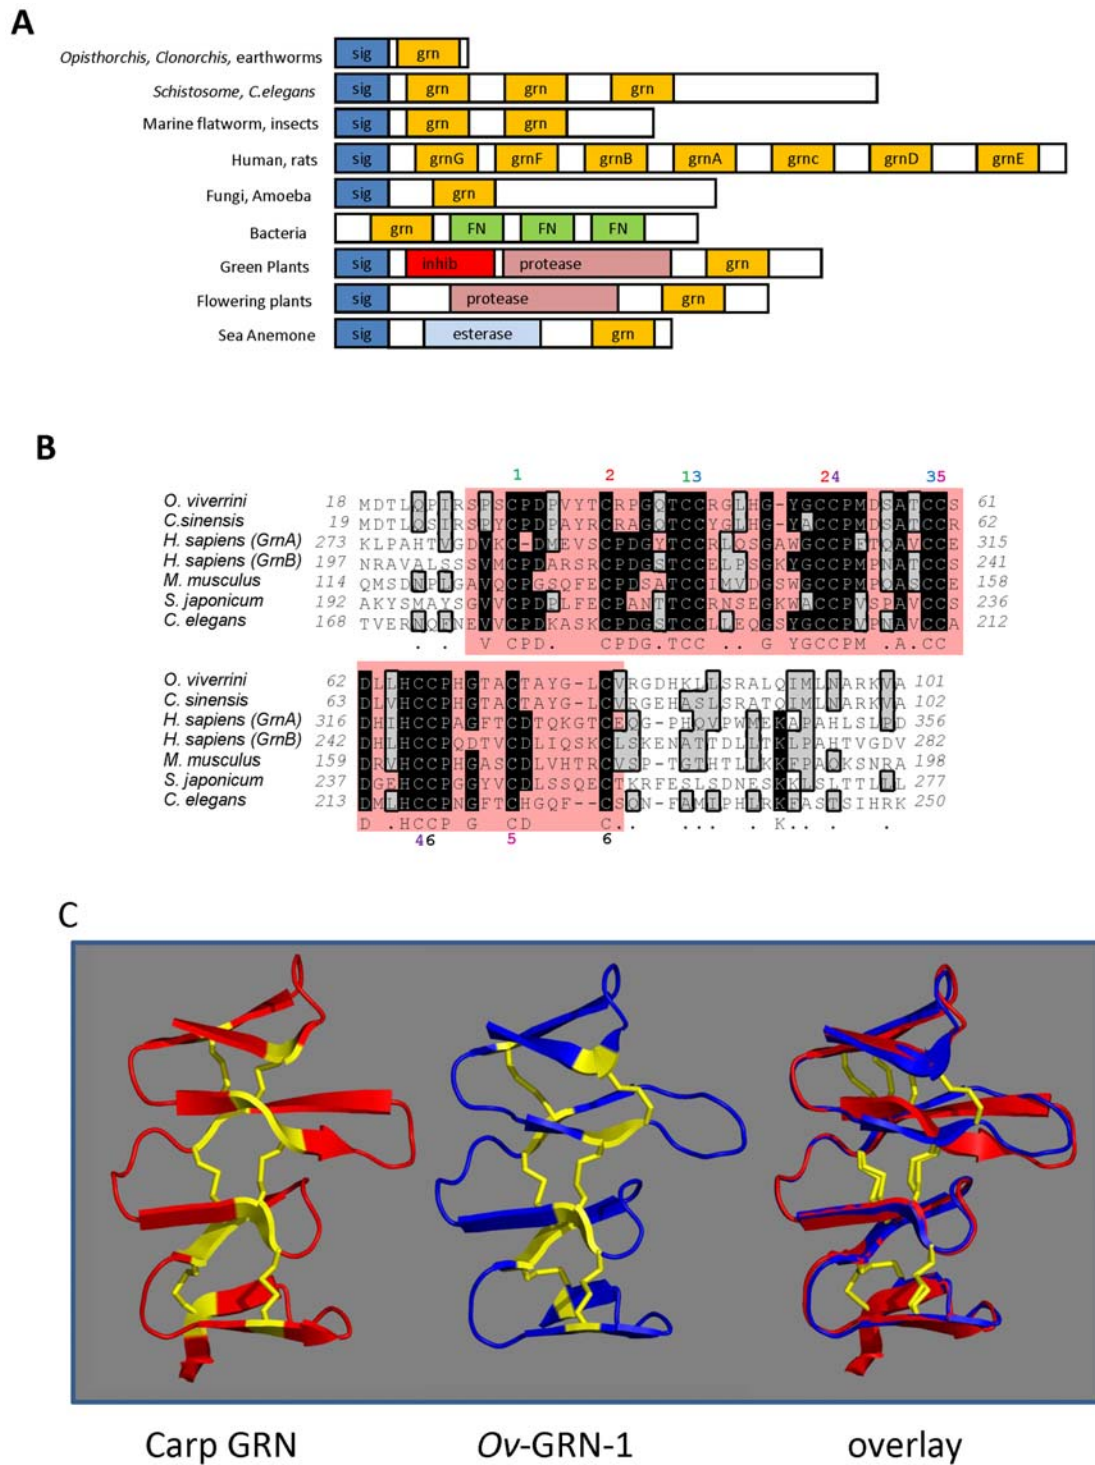 A
Opisthorchis, Clonorchis, earthworms sig grn
Schistosome, C.elegans sig grn grn grn
Marine flatworm, insects sig grn grn
Human, rats sig grnG grnF grnB grnA grnc grnD grnE
Fungi, Amoeba sig grn
Bacteria grn FN FN FN
Green Plants sig inhib protease grn
Flowering plants sig protease grn
Sea Anemone sig esterase grn
B
1 2 13 24 35
O. viverrini 18 MDTLQPIRSPSCPDPVYTCRPGQTCCRGLHG-YGCCPMDSATCCS 61
C.sinensis 19 MDTLQSIRSPYCPDPAYRCRAGQTCCRGLHG-YACCPMDSATCCR 62
H. sapiens (GrnA) 273 KLPAHTVGDVKC-DMEVSCPDGYTCCRLQSGAWGCCPFTQAVCCE 315
H. sapiens (GrnB) 197 NRAVALSSSVMCPDARSRCPDGSTCCELPSGKYGCCPMPNATCCS 241
M. musculus 114 QMSDNPLGAVQCPGSQFECPDSATCCIMVDGSWGCCPMPQASCCE 158
S. japonicum 192 AKYSMAYSGVVCPDPLFECPANTTCCRNSEGKWACCPVSPAVCCS 236
C. elegans 168 TVERNQFNEVVCPDKASKCPDGSTCCLLEQGSYGCCPVPNAVCCA 212
. . V CPD. CPDG.TCC .. G YGCCPM .A.CC
O. viverrini 62 DLLHCCPHGTACTAYG-LCVRGDHKLLSRALQIMLNARKVA 101
C. sinensis 63 DLVHCCPHGTACTAYG-LCVRGEHASLSRATQIMLNARKVA 102
H. sapiens (GrnA) 316 DHIHCCPAGFTCDTQKGTCEQG-PHQVPWMEKAPAHLSLPD 356
H. sapiens (GrnB) 242 DHLHCCPQDTVCDLIQSKCLSKENATTDLLTKLPAHTVGDV 282
M. musculus 159 DRVHCCPHGASCDLVHTRCVSP-TGTHTLLKKFPAQKSNRA 198
S. japonicum 237 DGEHCCPNGTVCDLSSQECTKRFESLSDNESKKLSLTTLLL 277
C. elegans 213 DMLHCCPNGFTCHGQF--CSQN-FAMIPHLRKFASTSIHRK 250
D .HCCP G CD C.. ... . K.. . .
46 5 6
C
Carp GRN Ov-GRN-1 overlay